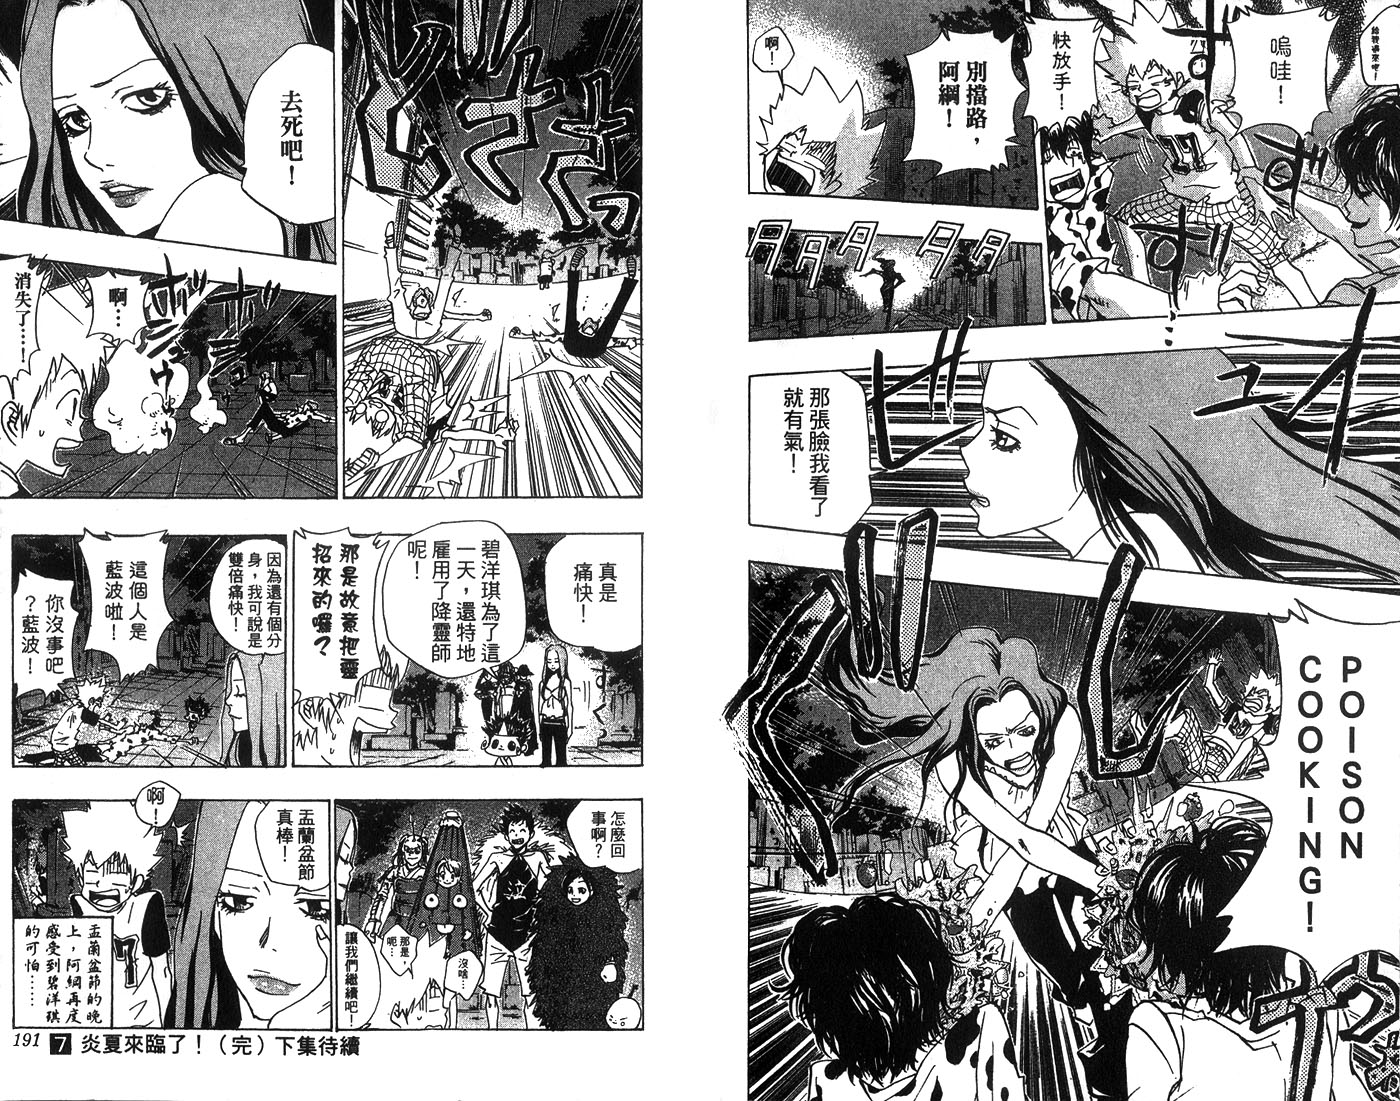 給我過來吧！
嗚哇！
快放手！
別擋路，
阿綱！
啊！
那張臉我看了
就有氣！
POISON
COOKING！
去死吧！
啊…
消失了…！
真是
痛快！
碧洋琪為了這
一天，還特地
雇用了降靈師
呢！
那是故意把靈
招來的囉？
因為還有個分
身，我可說是
雙倍痛快！
這個人是
藍波啦！
你沒事吧
？藍波！
怎麼回
事啊？
沒啥…
那是，
呃…
讓我們繼續吧！
盂蘭盆節
真棒！
啊！
盂蘭盆節的晚
上，阿綱再度
感受到碧洋琪
的可怕……
191 7 炎夏來臨了！（完）下集待續